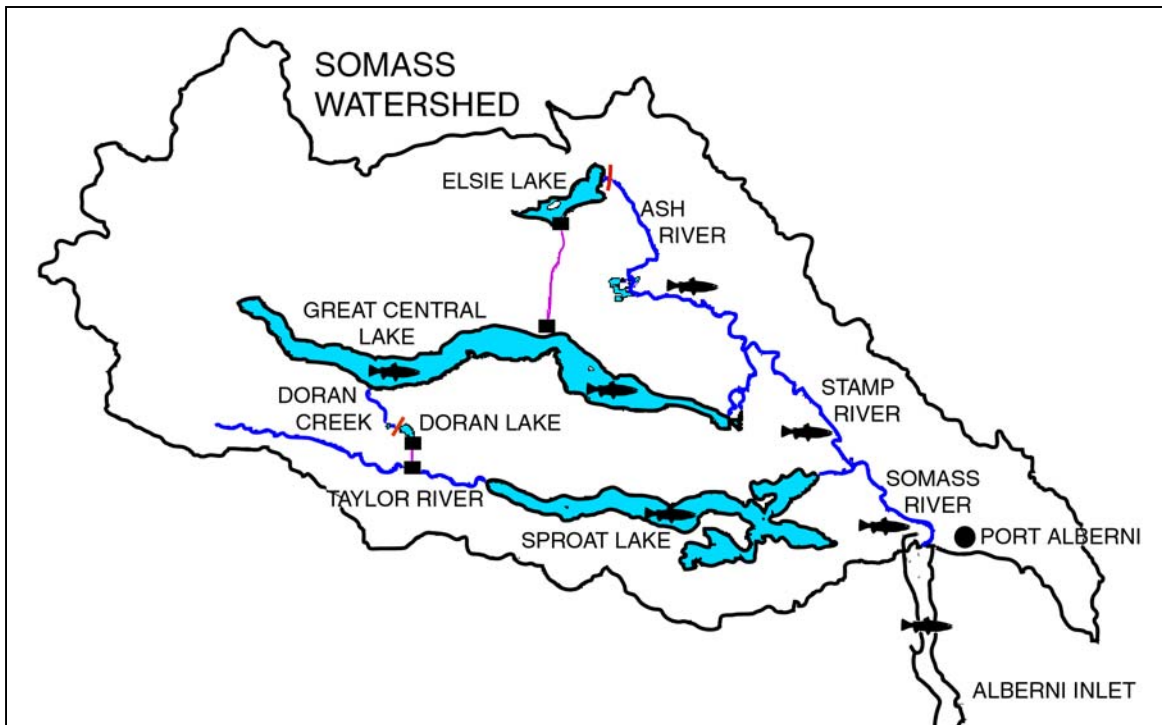 SOMASS
WATERSHED
ELSIE LAKE
ASH
RIVER
GREAT CENTRAL
LAKE
DORAN
CREEK
DORAN LAKE
STAMP
RIVER
TAYLOR RIVER
SOMASS
RIVER
SPROAT LAKE
PORT ALBERNI
ALBERNI INLET